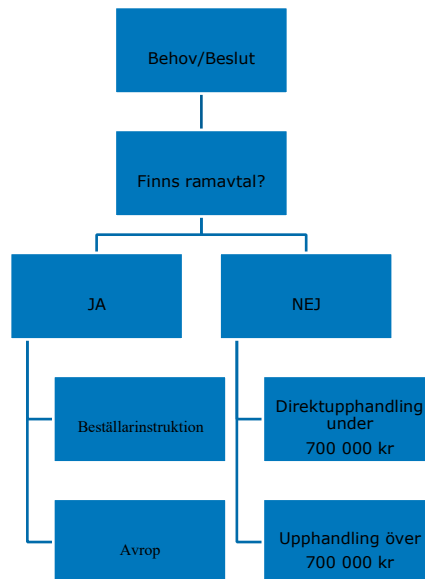 Behov/Beslut
Finns ramavtal?
JA
NEJ
Beställarinstruktion
Direktupphandling
under
700 000 kr
Avrop
Upphandling över
700 000 kr